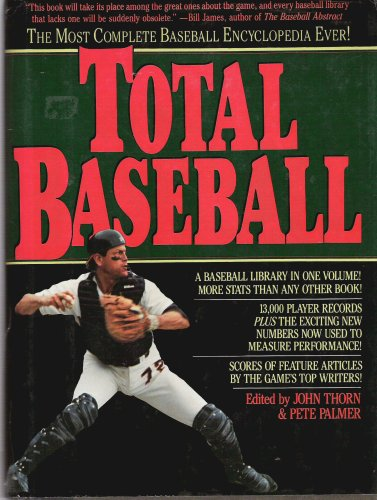 "This book will take its place among the great ones about the game, and every baseball library
that lacks one will be suddenly obsolete." —Bill James, author of The Baseball Abstract
THE MOST COMPLETE BASEBALL ENCYCLOPEDIA EVER!
TOTAL
BASEBALL
A BASEBALL LIBRARY IN ONE VOLUME!
MORE STATS THAN ANY OTHER BOOK!
13,000 PLAYER RECORDS
PLUS THE EXCITING NEW
NUMBERS NOW USED TO
MEASURE PERFORMANCE!
SCORES OF FEATURE ARTICLES
BY THE GAME'S TOP WRITERS!
Edited by JOHN THORN
& PETE PALMER
72